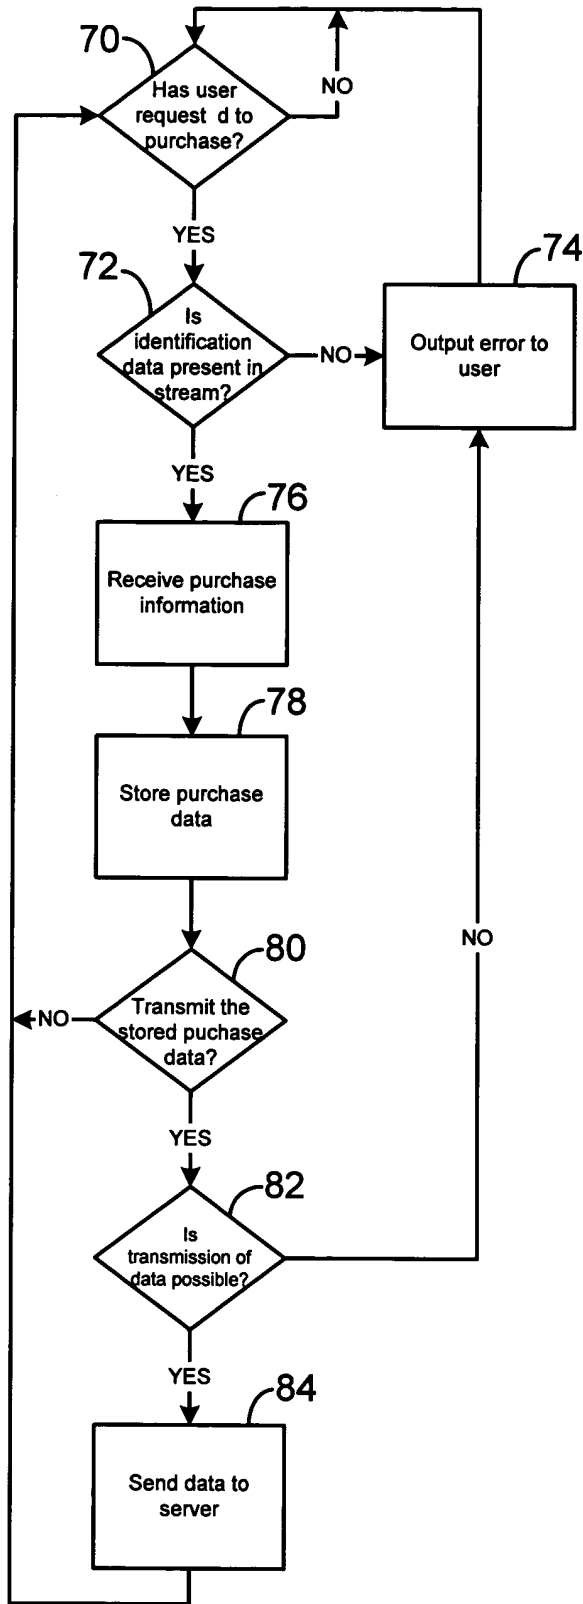 70
Has user
request d to
purchase?
NO
YES
72
Is
identification
data present in
stream?
NO
74
Output error to
user
YES
76
Receive purchase
information
78
Store purchase
data
NO
80
Transmit the
stored puchase
data?
NO
YES
82
Is
transmission of
data possible?
YES
84
Send data to
server